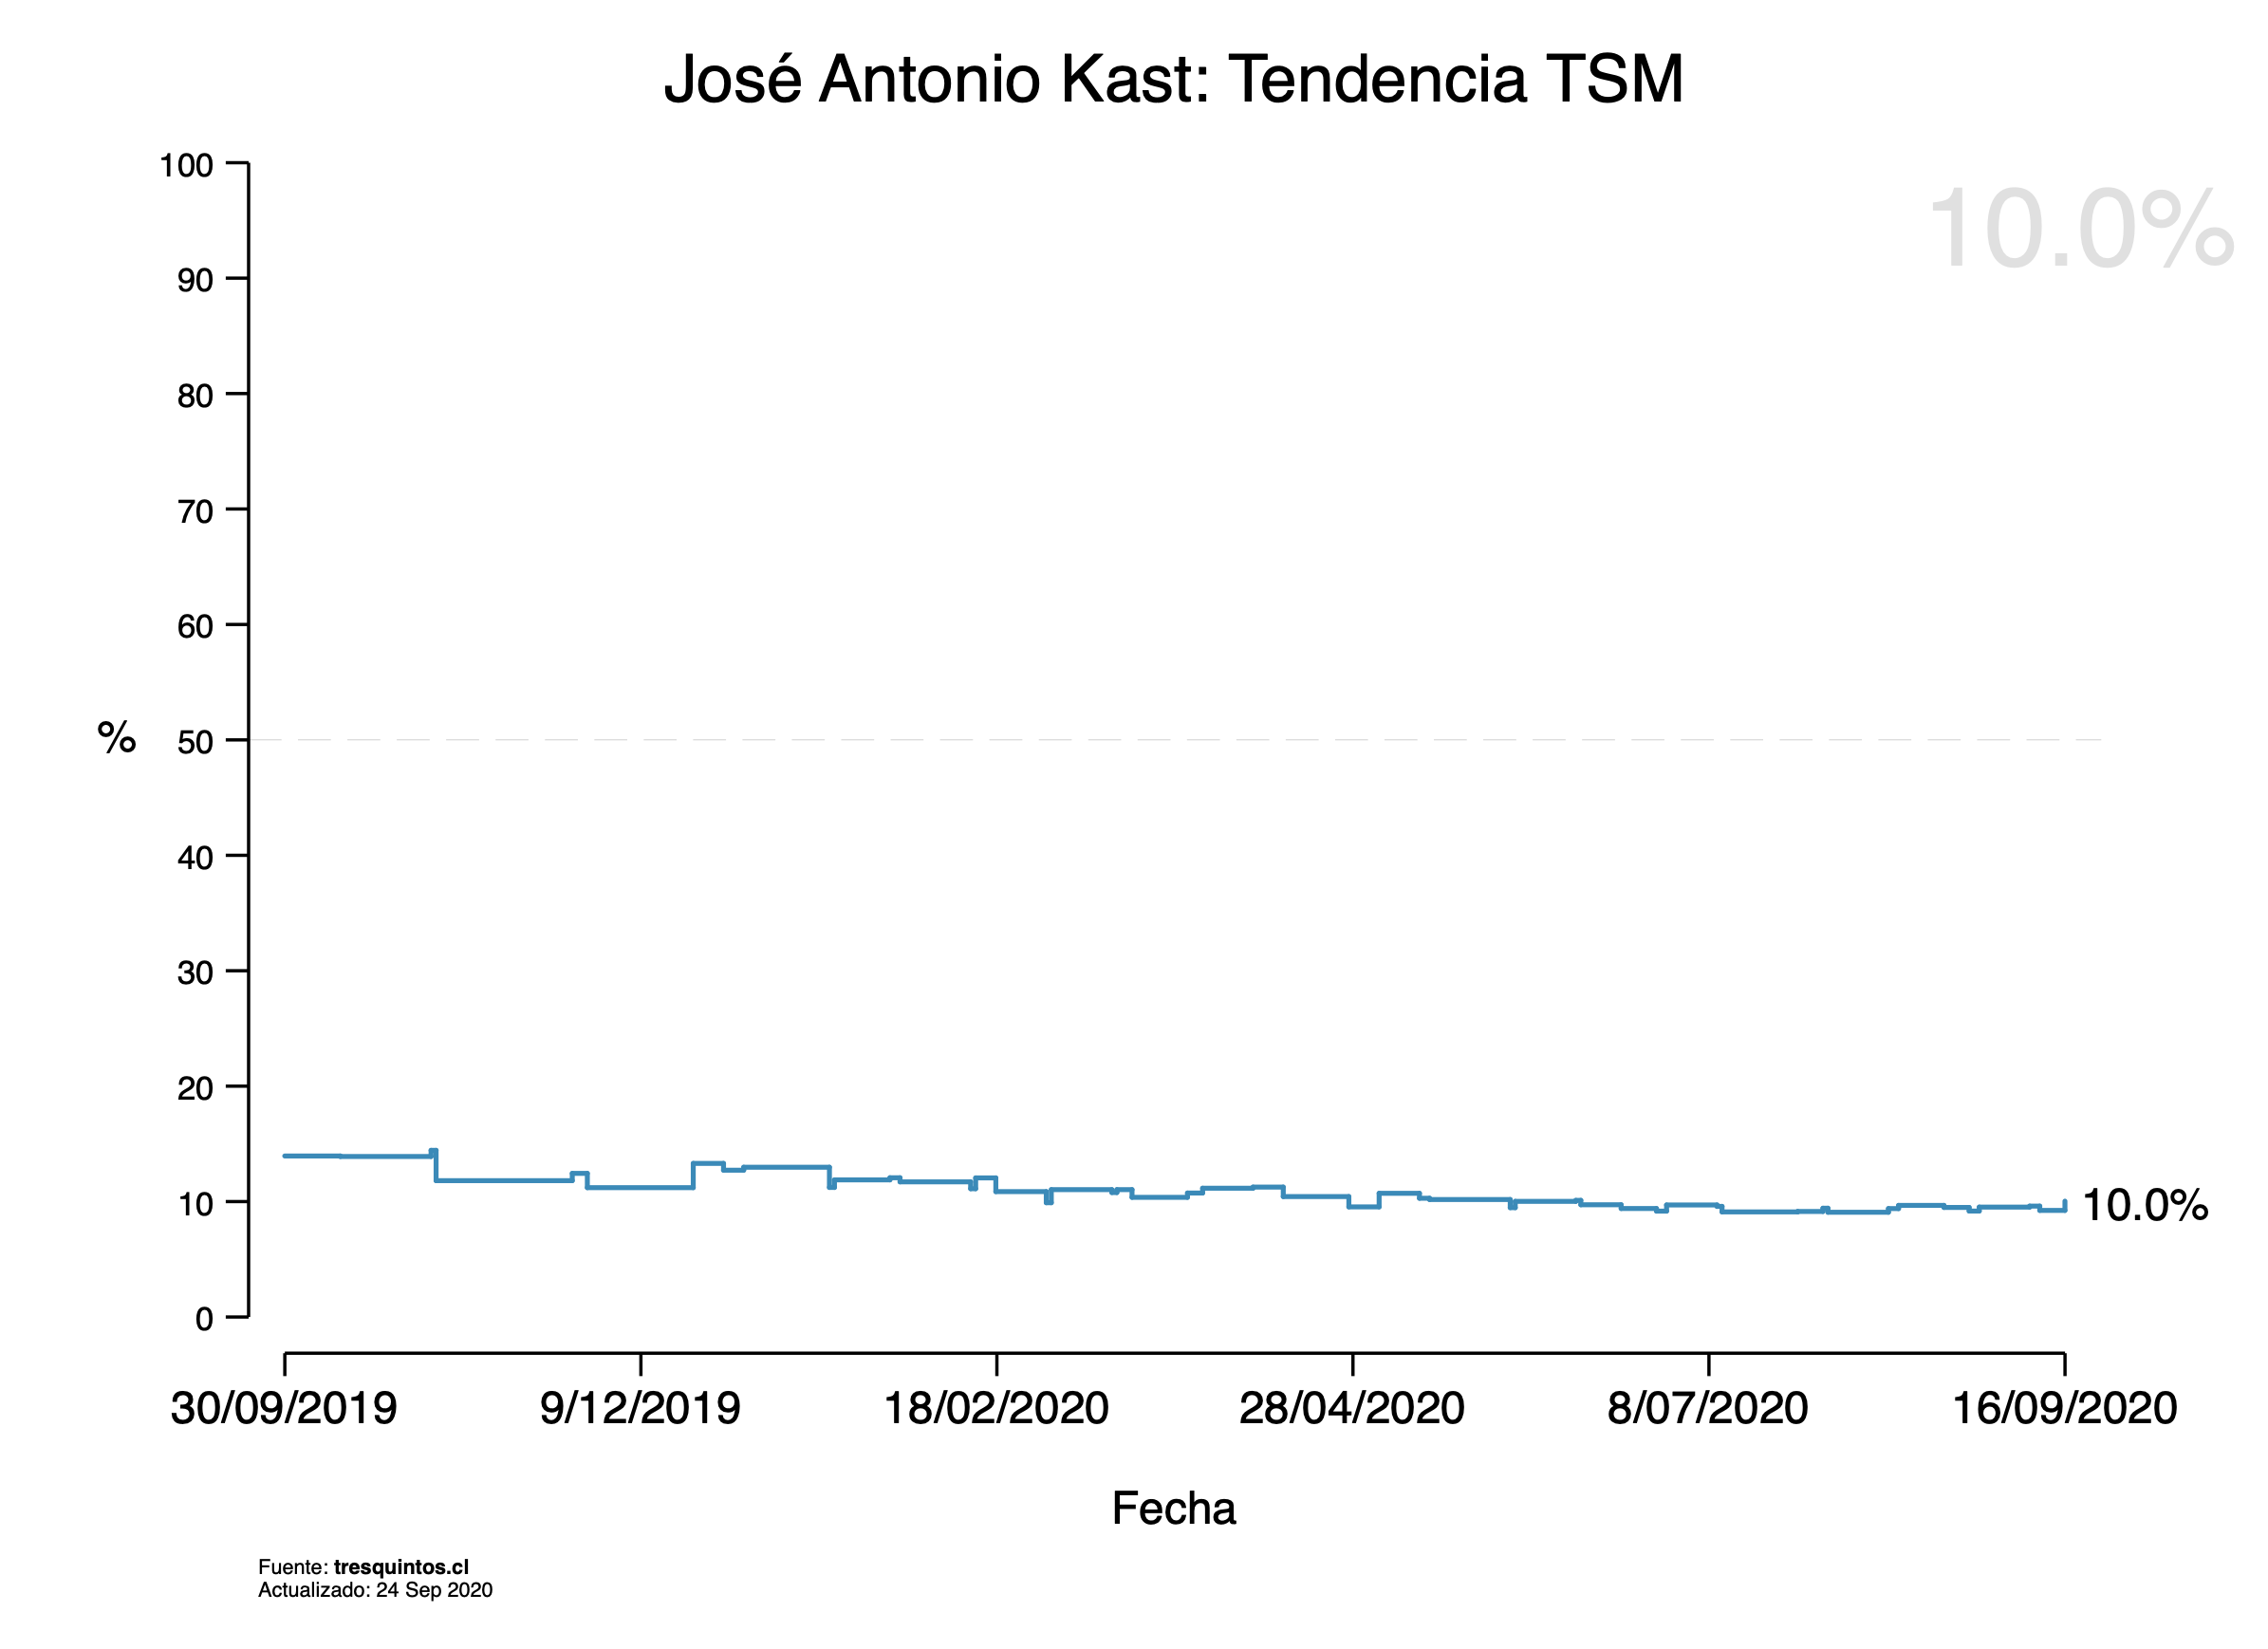 José Antonio Kast: Tendencia TSM
100
10.0%
90
80
70
60
% 50
40
30
20
10
10.0%
0
30/09/2019 9/12/2019 18/02/2020 28/04/2020 8/07/2020 16/09/2020
Fecha
Fuente: tresquintos.cl
Actualizado: 24 Sep 2020